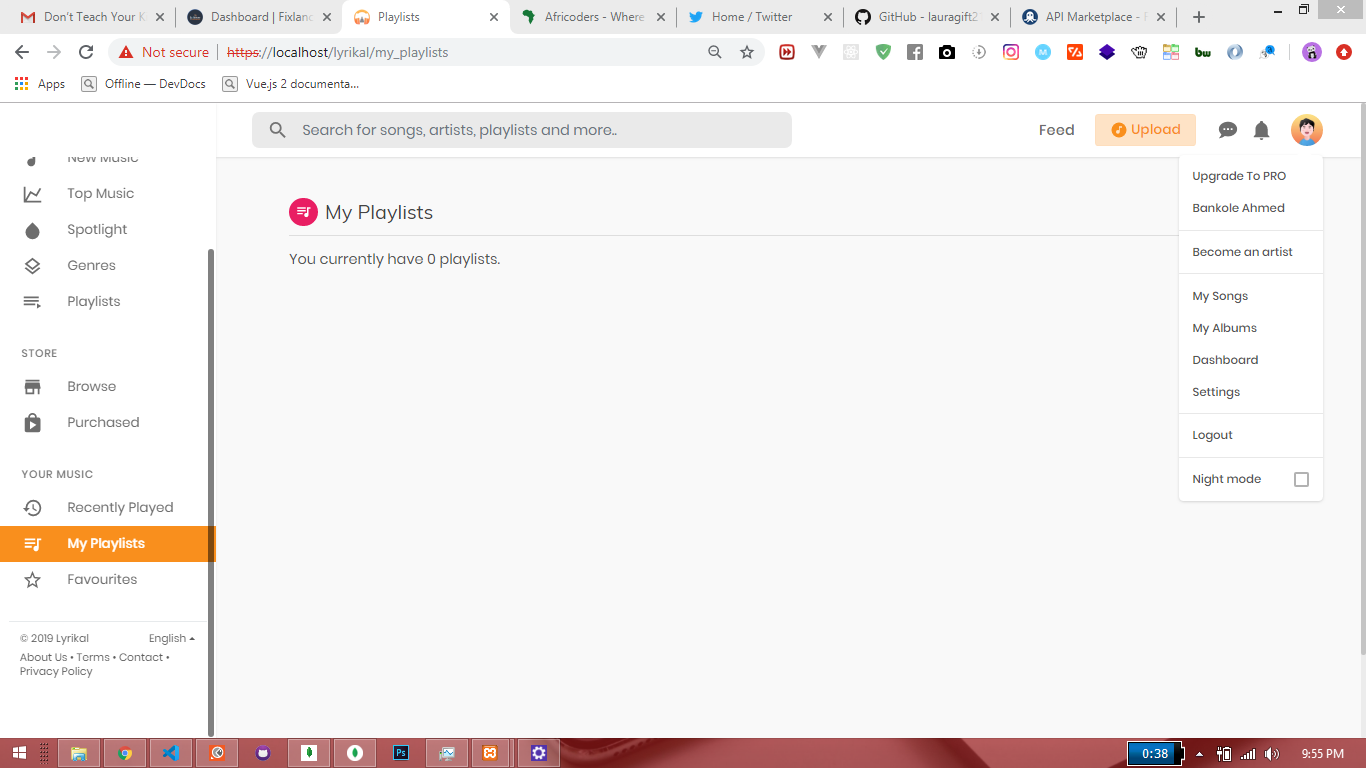 Don't Teach Your K
Dashboard | Fixlanc
Playlists
Africoders - Where
Home / Twitter
GitHub - lauragift2
API Marketplace - F
Not secure
https://localhost/lyrikal/my_playlists
Apps
Offline — DevDocs
Vue.js 2 documenta...
Search for songs, artists, playlists and more..
Feed
Upload
New Music
Top Music
Spotlight
Genres
Playlists
STORE
Browse
Purchased
YOUR MUSIC
Recently Played
My Playlists
Favourites
© 2019 Lyrikal
English
About Us • Terms • Contact •
Privacy Policy
My Playlists
You currently have 0 playlists.
Upgrade To PRO
Bankole Ahmed
Become an artist
My Songs
My Albums
Dashboard
Settings
Logout
Night mode
Ps
0:38
9:55 PM